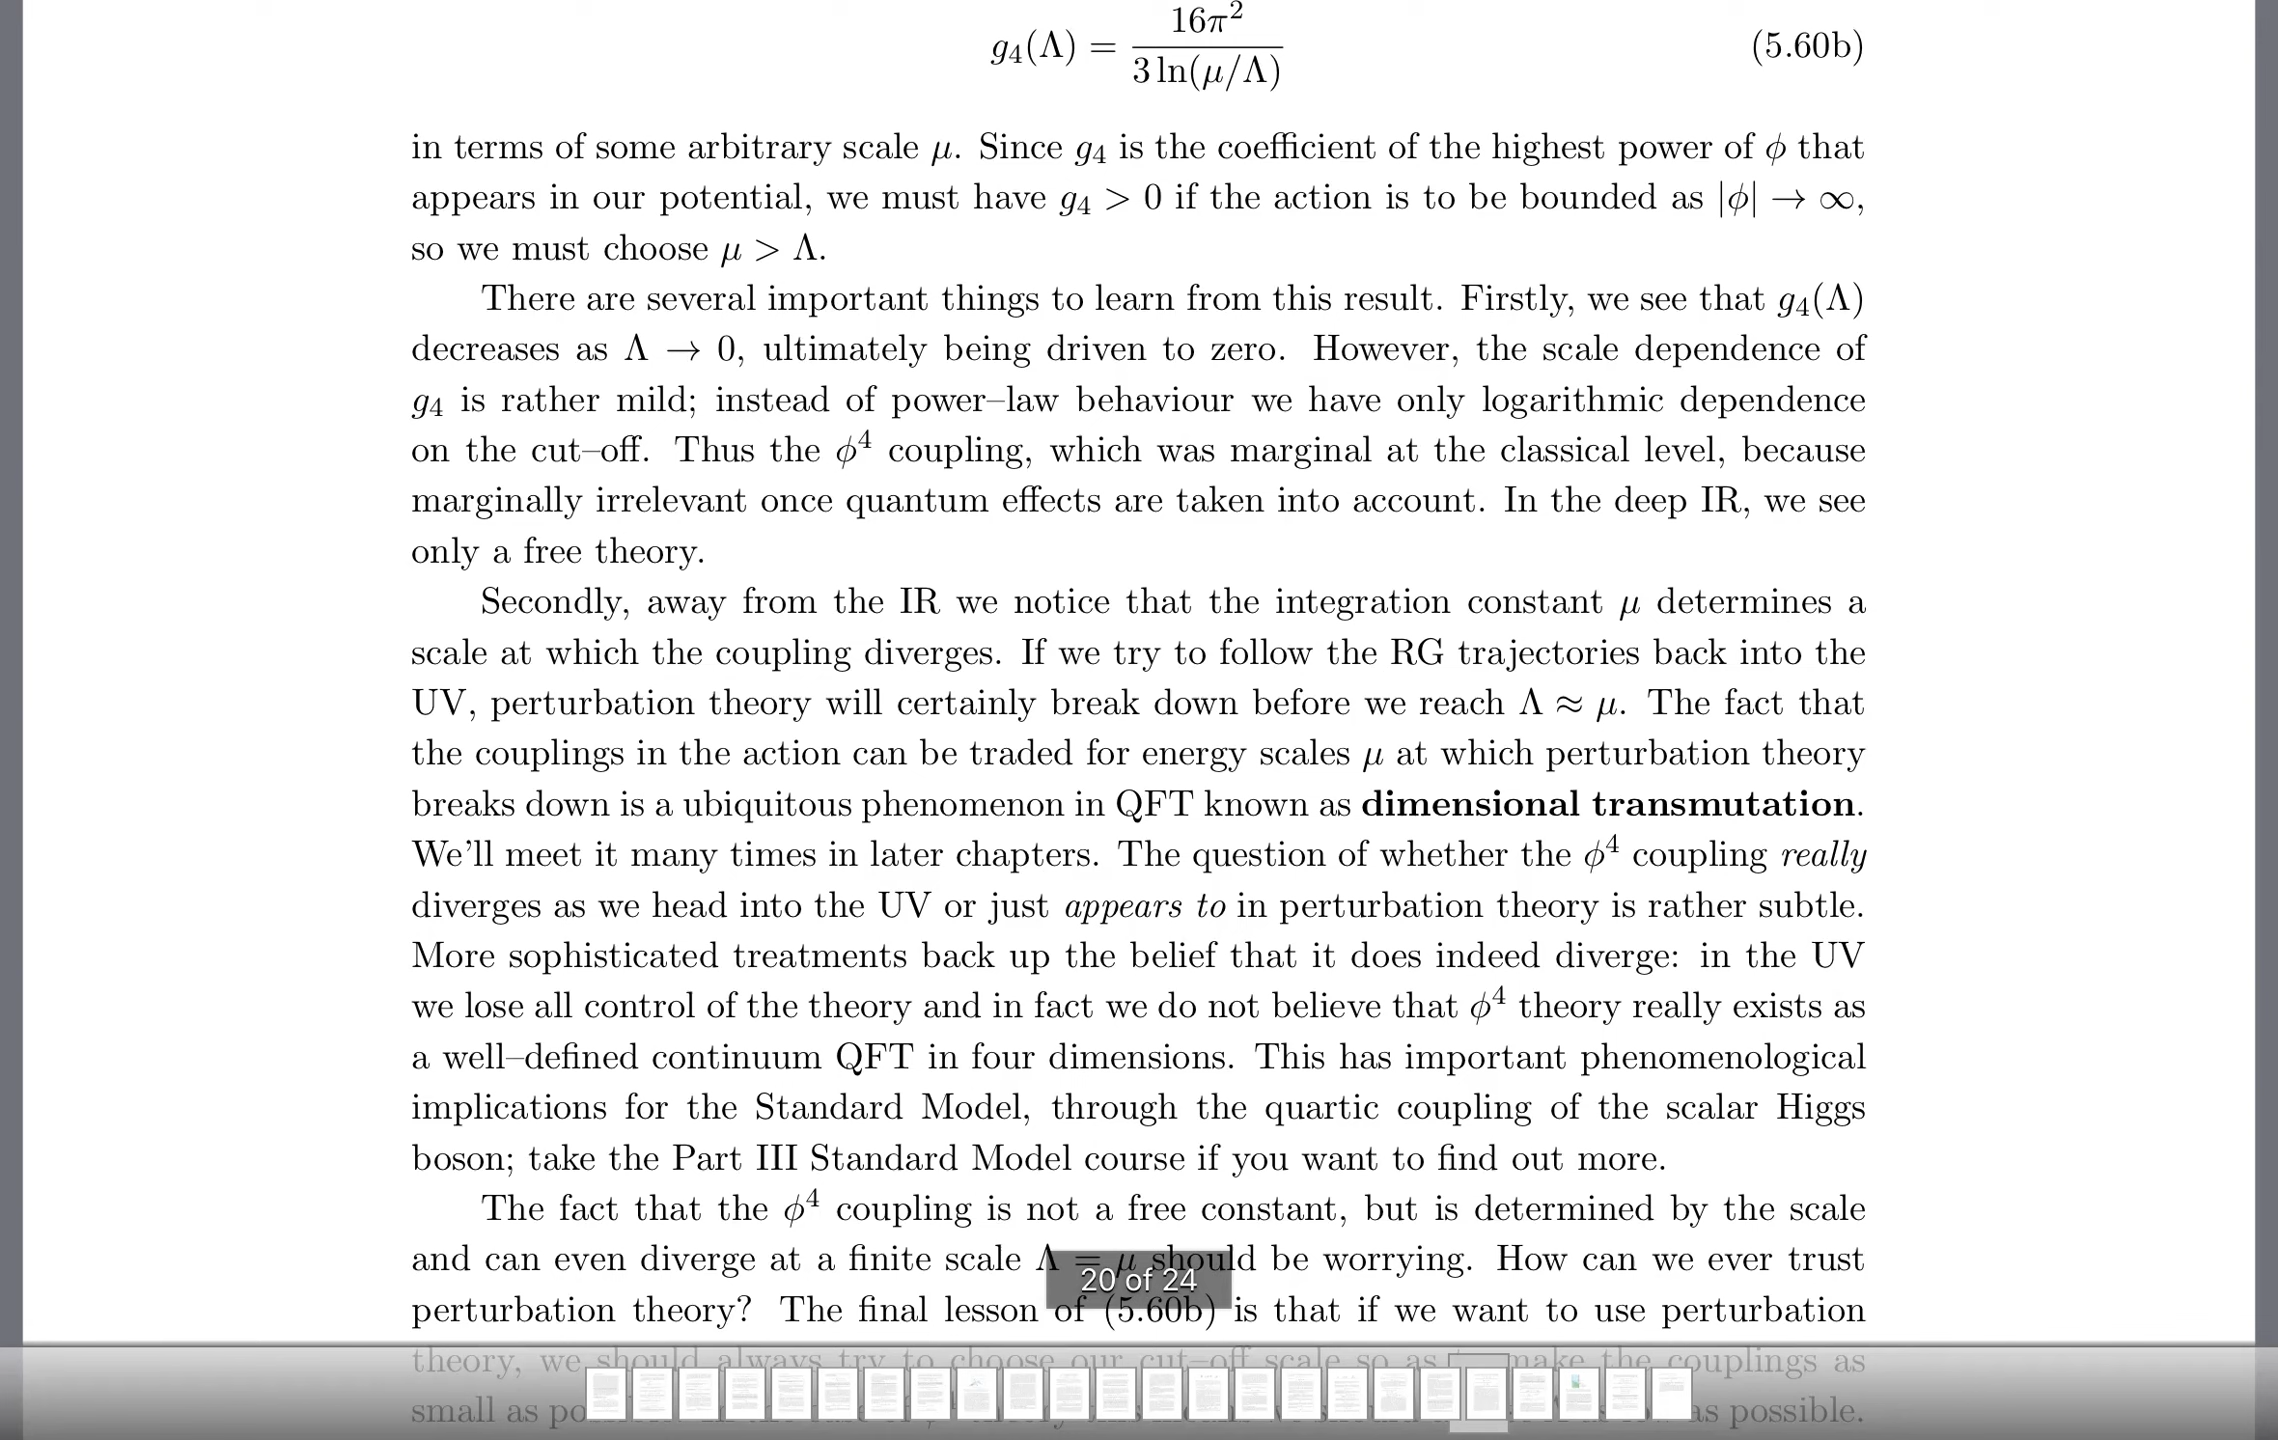 g₄(Λ) = 16π² / 3 ln(μ/Λ) (5.60b)
in terms of some arbitrary scale μ. Since g₄ is the coefficient of the highest power of ϕ that
appears in our potential, we must have g₄ > 0 if the action is to be bounded as |ϕ| → ∞,
so we must choose μ > Λ.
There are several important things to learn from this result. Firstly, we see that g₄(Λ)
decreases as Λ → 0, ultimately being driven to zero. However, the scale dependence of
g₄ is rather mild; instead of power–law behaviour we have only logarithmic dependence
on the cut–off. Thus the ϕ⁴ coupling, which was marginal at the classical level, because
marginally irrelevant once quantum effects are taken into account. In the deep IR, we see
only a free theory.
Secondly, away from the IR we notice that the integration constant μ determines a
scale at which the coupling diverges. If we try to follow the RG trajectories back into the
UV, perturbation theory will certainly break down before we reach Λ ≈ μ. The fact that
the couplings in the action can be traded for energy scales μ at which perturbation theory
breaks down is a ubiquitous phenomenon in QFT known as dimensional transmutation.
We'll meet it many times in later chapters. The question of whether the ϕ⁴ coupling really
diverges as we head into the UV or just appears to in perturbation theory is rather subtle.
More sophisticated treatments back up the belief that it does indeed diverge: in the UV
we lose all control of the theory and in fact we do not believe that ϕ⁴ theory really exists as
a well–defined continuum QFT in four dimensions. This has important phenomenological
implications for the Standard Model, through the quartic coupling of the scalar Higgs
boson; take the Part III Standard Model course if you want to find out more.
The fact that the ϕ⁴ coupling is not a free constant, but is determined by the scale
and can even diverge at a finite scale Λ = μ should be worrying. How can we ever trust
20 of 24
perturbation theory? The final lesson of (5.60b) is that if we want to use perturbation
theory, we should always try to choose our cut–off scale so as make the couplings as
small as as possible.